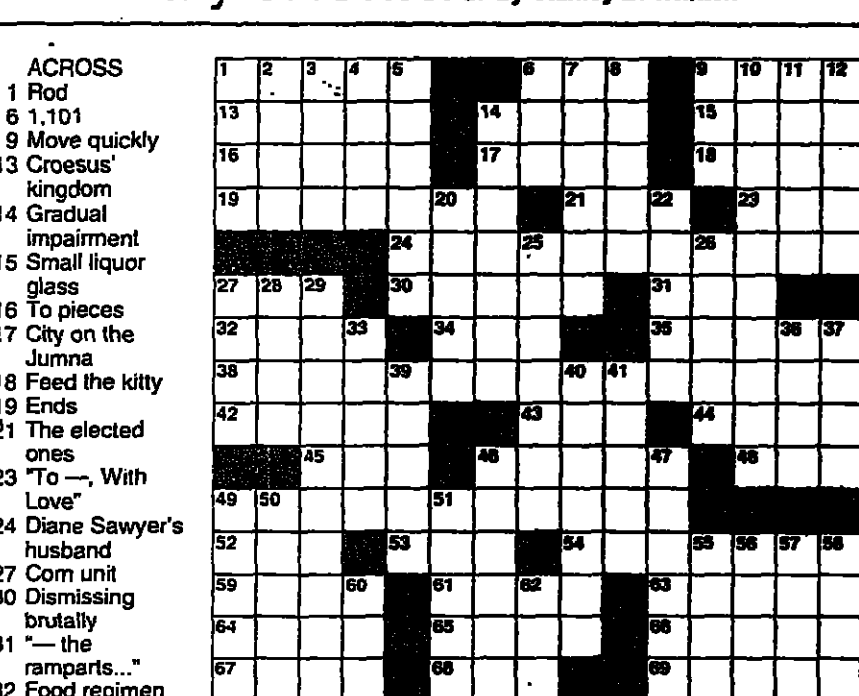 ACROSS
1 Rod
6 1,101
9 Move quickly
13 Croesus'
kingdom
14 Gradual
impairment
15 Small liquor
glass
16 To pieces
17 City on the
Jumna
18 Feed the kitty
19 Ends
21 The elected
ones
23 "To —, With
Love"
24 Diane Sawyer's
husband
27 Corn unit
30 Dismissing
brutally
31 "— the
ramparts..."
32 Food regimen
1 2 3 4 5 6 7 8 9 10 11 12
13 14 15
16 17 18
19 20 21 22 23
24 25 26
27 28 29 30 31
32 33 34 35 36 37
38 39 40 41
42 43 44
45 46 47 48
49 50 51
52 53 54 55 56 57 58
59 60 61 62 63
64 65 66
67 68 69